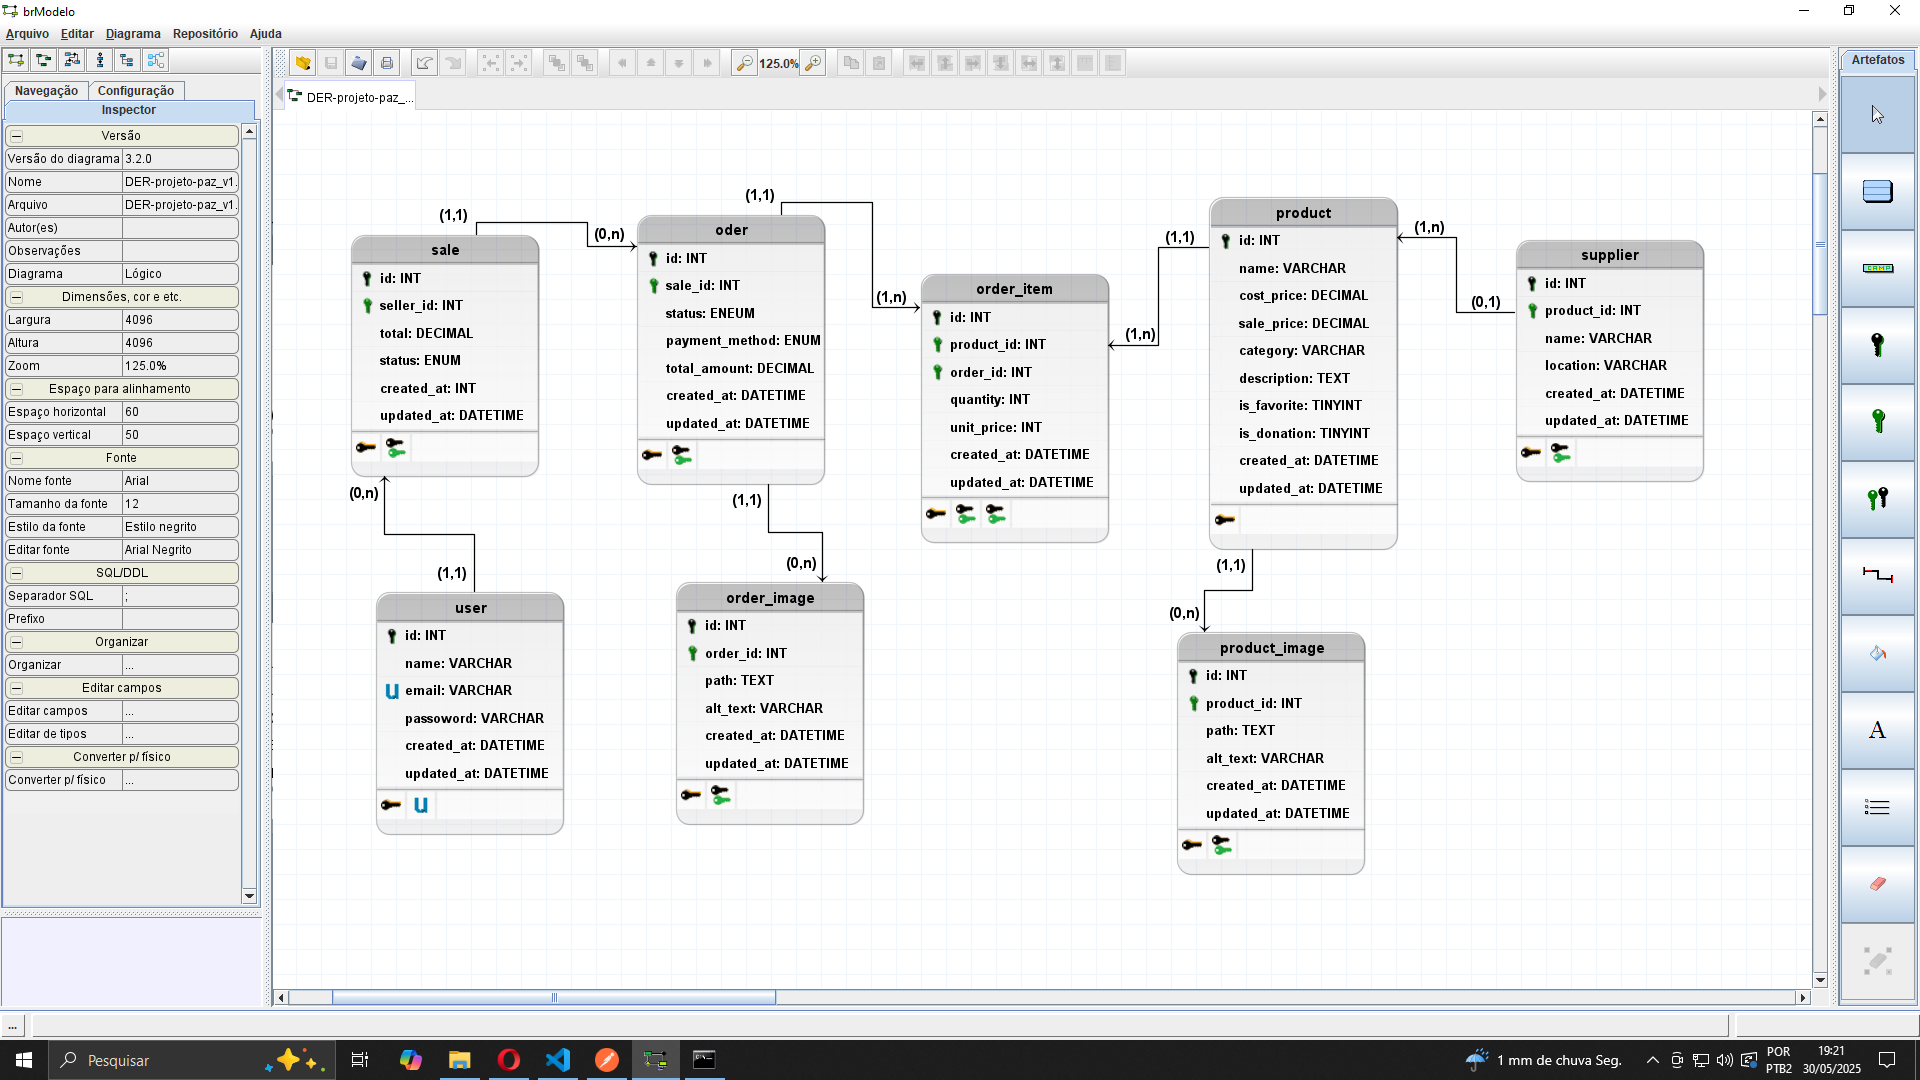 brModelo
Arquivo Editar Diagrama Repositório Ajuda
125.0%
Artefatos
Navegação Configuração
Inspector
DER-projeto-paz_...
Versão
Versão do diagrama 3.2.0
Nome DER-projeto-paz_v1.
Arquivo DER-projeto-paz_v1.
Autor(es)
Observações
Diagrama Lógico
Dimensões, cor e etc.
Largura 4096
Altura 4096
Zoom 125.0%
Espaço para alinhamento
Espaço horizontal 60
Espaço vertical 50
Fonte
Nome fonte Arial
Tamanho da fonte 12
Estilo da fonte Estilo negrito
Editar fonte Arial Negrito
SQL/DDL
Separador SQL ;
Prefixo
Organizar
Organizar ...
Editar campos
Editar campos ...
Editar de tipos ...
Converter p/ físico
Converter p/ físico ...
(1,1)
(0,n)
sale
id: INT
seller_id: INT
total: DECIMAL
status: ENUM
created_at: INT
updated_at: DATETIME
(0,n)
(1,1)
user
id: INT
name: VARCHAR
u email: VARCHAR
passoword: VARCHAR
created_at: DATETIME
updated_at: DATETIME
u
(1,1)
(1,n)
oder
id: INT
sale_id: INT
status: ENEUM
payment_method: ENUM
total_amount: DECIMAL
created_at: DATETIME
updated_at: DATETIME
(1,1)
(0,n)
order_image
id: INT
order_id: INT
path: TEXT
alt_text: VARCHAR
created_at: DATETIME
updated_at: DATETIME
order_item
id: INT
product_id: INT
order_id: INT
quantity: INT
unit_price: INT
created_at: DATETIME
updated_at: DATETIME
(1,1)
(1,n)
product
id: INT
name: VARCHAR
cost_price: DECIMAL
sale_price: DECIMAL
category: VARCHAR
description: TEXT
is_favorite: TINYINT
is_donation: TINYINT
created_at: DATETIME
updated_at: DATETIME
(1,1)
(0,n)
product_image
id: INT
product_id: INT
path: TEXT
alt_text: VARCHAR
created_at: DATETIME
updated_at: DATETIME
(1,n)
(0,1)
supplier
id: INT
product_id: INT
name: VARCHAR
location: VARCHAR
created_at: DATETIME
updated_at: DATETIME
CAMP
A
...
Pesquisar
1 mm de chuva Seg.
POR
PTB2
19:21
30/05/2025